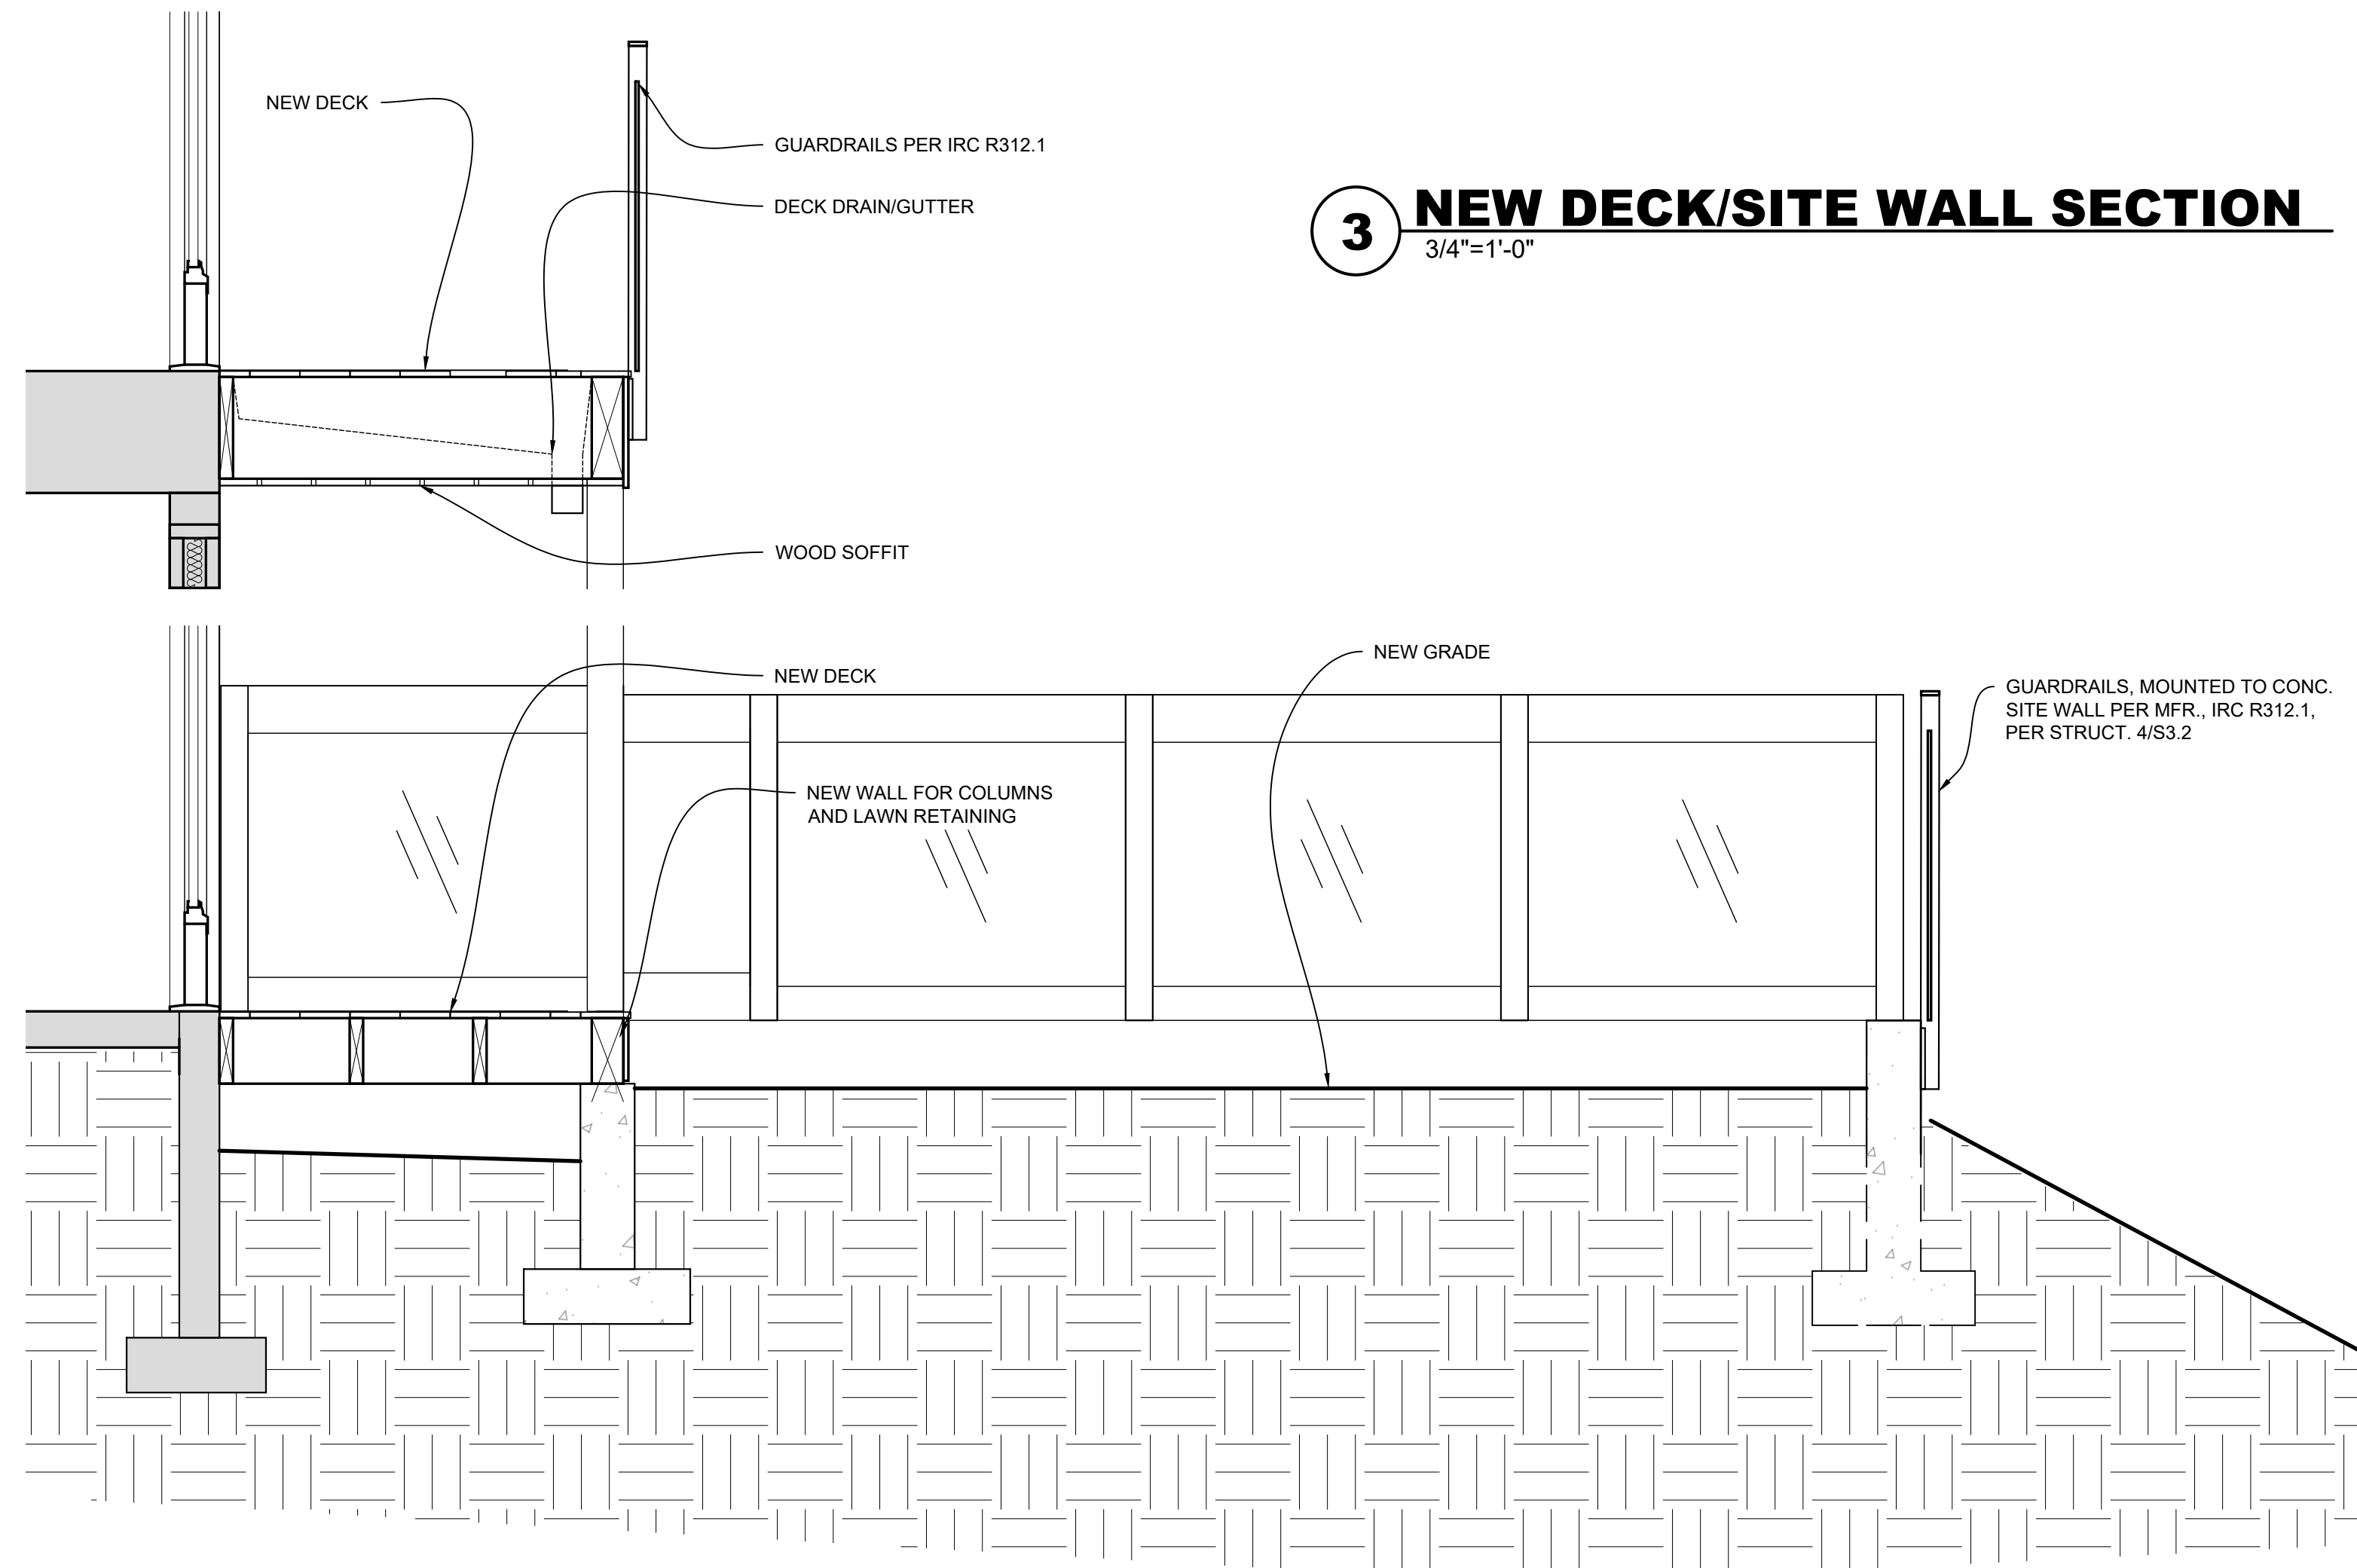 NEW DECK
GUARDRAILS PER IRC R312.1
DECK DRAIN/GUTTER
3 NEW DECK/SITE WALL SECTION
3/4"=1'-0"
WOOD SOFFIT
NEW DECK
NEW GRADE
GUARDRAILS, MOUNTED TO CONC.
SITE WALL PER MFR., IRC R312.1,
PER STRUCT. 4/S3.2
NEW WALL FOR COLUMNS
AND LAWN RETAINING